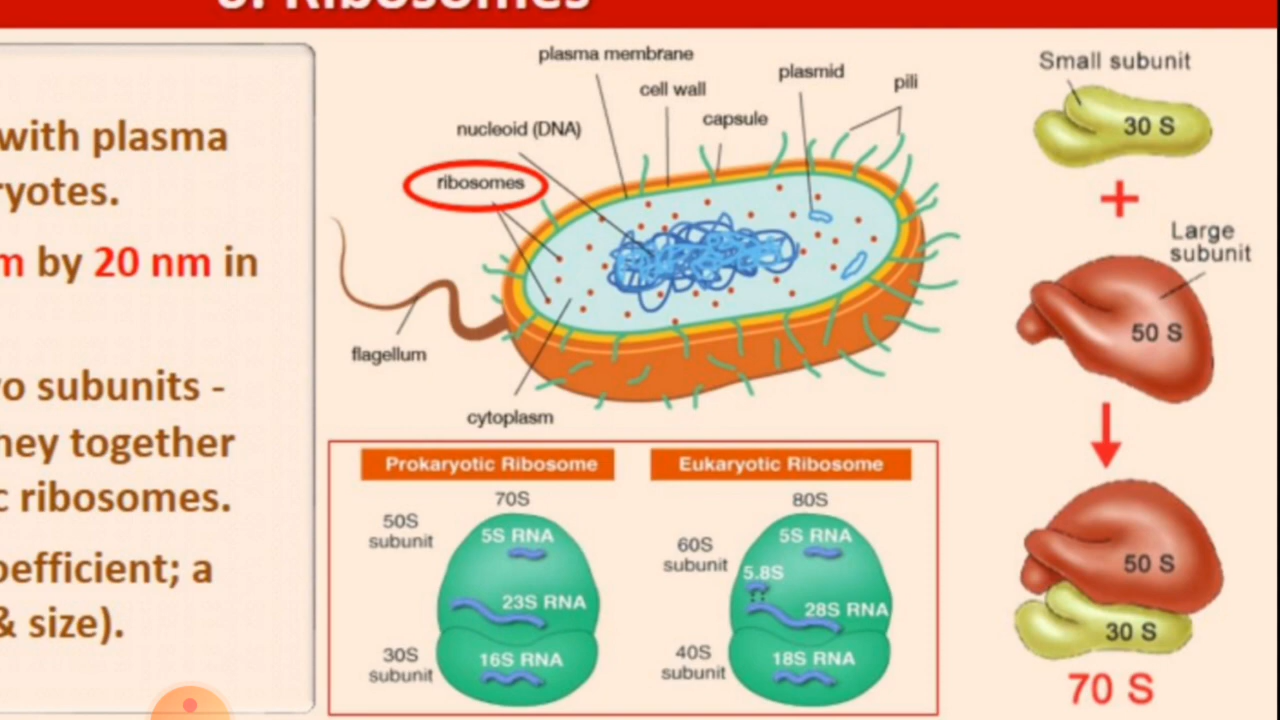 6. Ribosomes
with plasma
ryotes.
m by 20 nm in
o subunits -
hey together
c ribosomes.
oefficient; a
& size).
plasma membrane
cell wall
plasmid
pili
nucleoid (DNA)
capsule
ribosomes
flagellum
cytoplasm
Prokaryotic Ribosome
70S
50S
subunit
5S RNA
23S RNA
30S
subunit
16S RNA
Eukaryotic Ribosome
80S
60S
subunit
5S RNA
5.8S
28S RNA
40S
subunit
18S RNA
Small subunit
30 S
+
Large
subunit
50 S
50 S
30 S
70 S